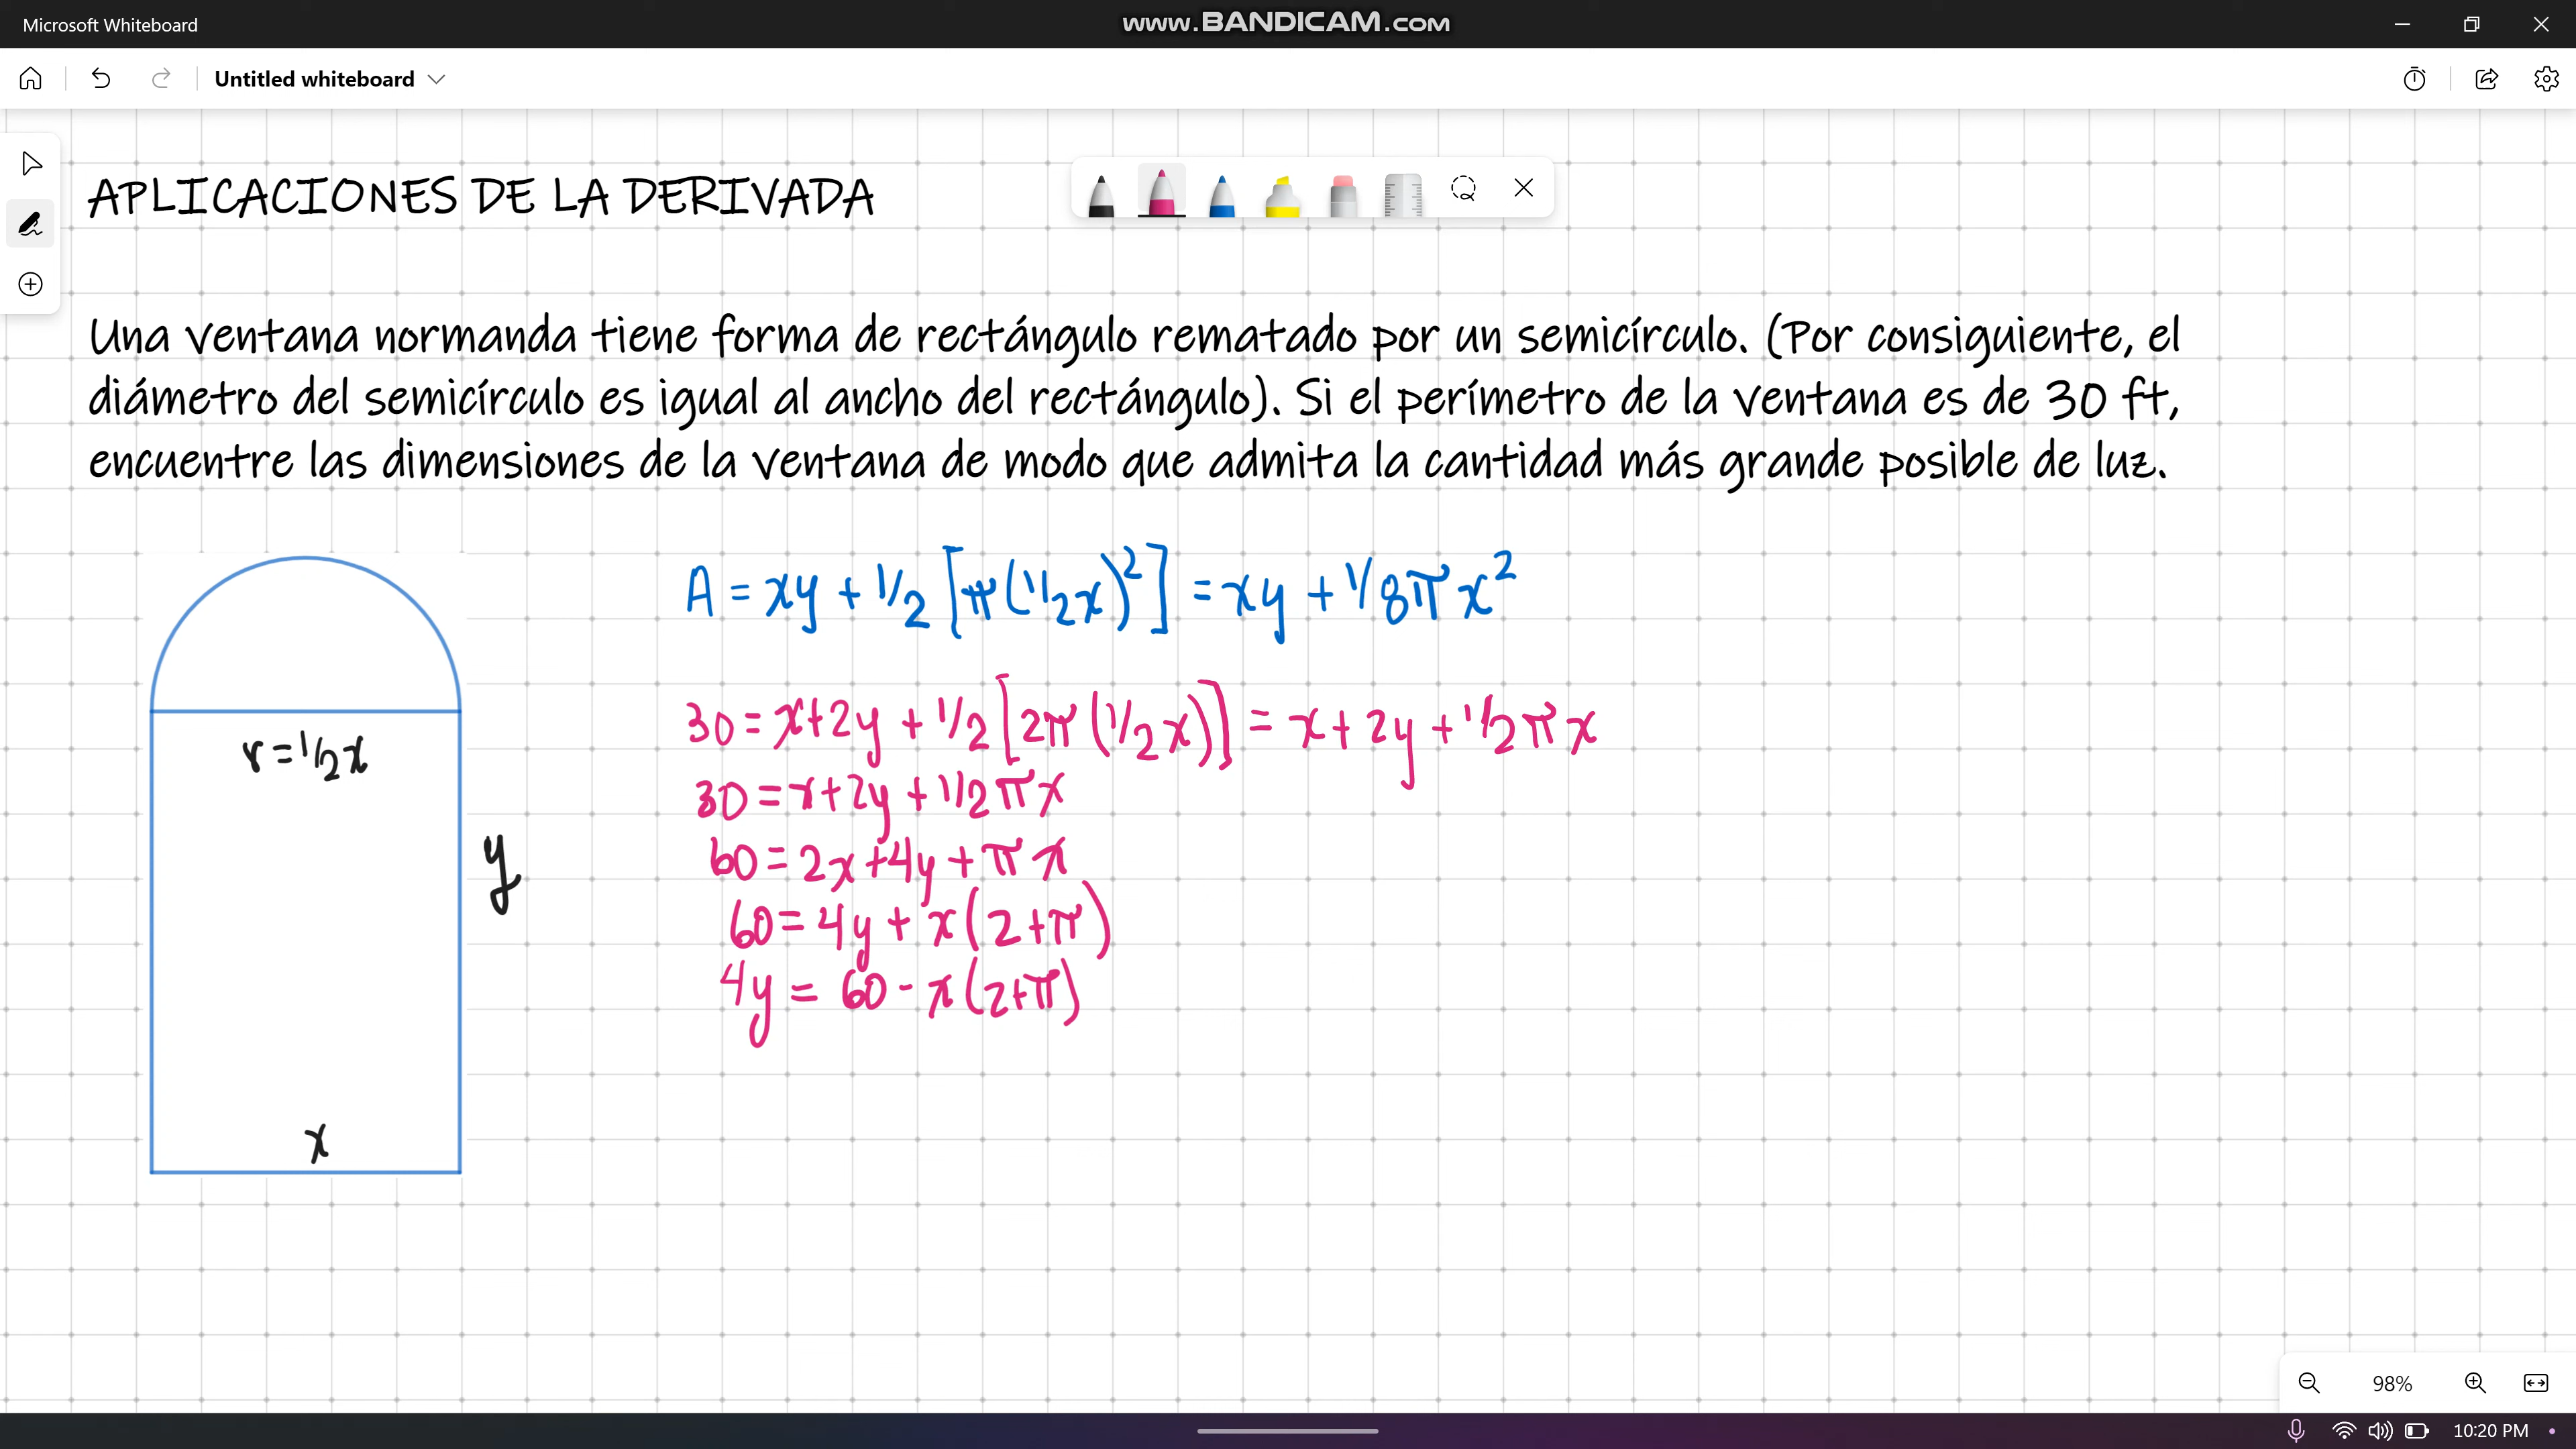 Microsoft Whiteboard
www.BANDICAM.com
Untitled whiteboard
APLICACIONES DE LA DERIVADA
Una ventana normanda tiene forma de rectángulo rematado por un semicírculo. (Por consiguiente, el
diámetro del semicírculo es igual al ancho del rectángulo). Si el perímetro de la ventana es de 30 ft,
encuentre las dimensiones de la ventana de modo que admita la cantidad más grande posible de luz.
A = xy + 1/2 [π(1/2x)²] = xy + 1/8πx²
30 = x+2y + 1/2 [2π(1/2x)] = x+2y+1/2πx
r = 1/2x
30 = x+2y+1/2πx
60 = 2x+4y+πx
y
60 = 4y + x(2+π)
4y = 60 - x(2+π)
x
98%
10:20 PM